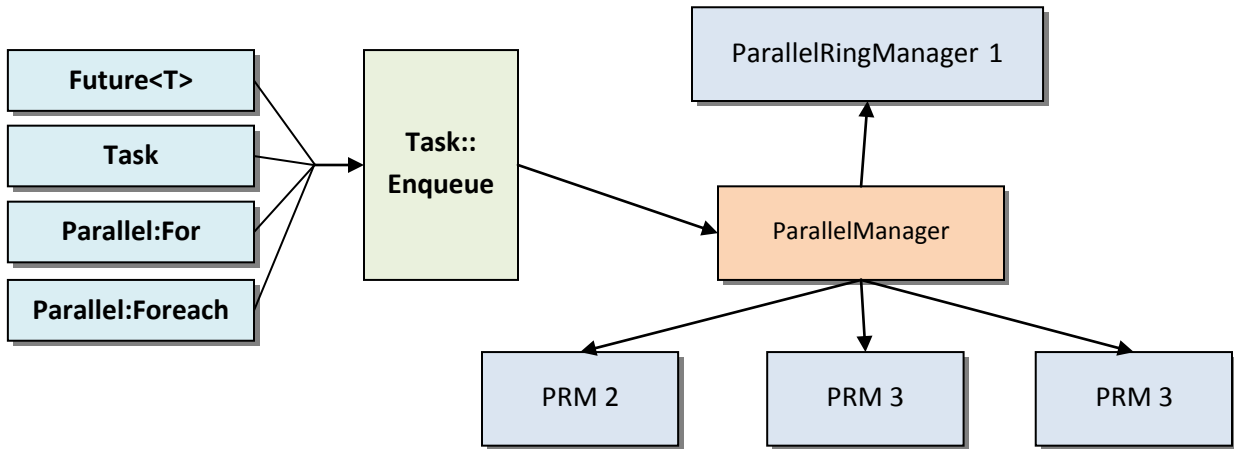 Future<T>
Task
Parallel:For
Parallel:Foreach
Task::
Enqueue
ParallelRingManager 1
ParallelManager
PRM 2
PRM 3
PRM 3